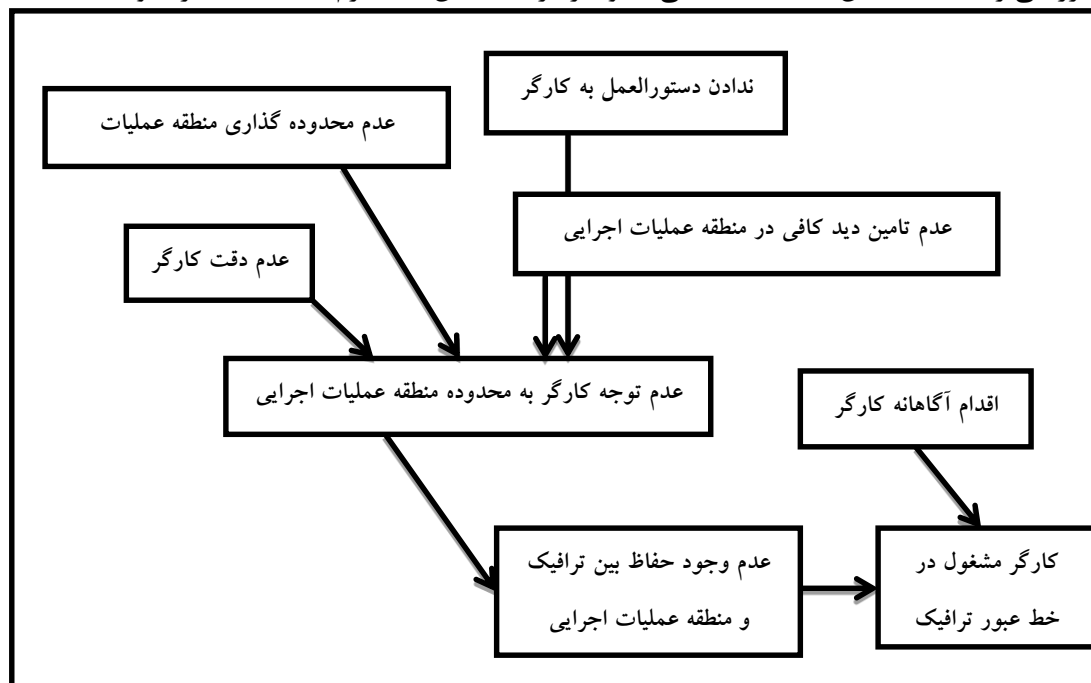 ندادن دستورالعمل به کارگر
عدم محدوده گذاری منطقه عملیات
عدم تامین دید کافی در منطقه عملیات اجرایی
عدم دقت کارگر
عدم توجه کارگر به محدوده منطقه عملیات اجرایی
اقدام آگاهانه کارگر
عدم وجود حفاظ بین ترافیک
و منطقه عملیات اجرایی
کارگر مشغول در
خط عبور ترافیک